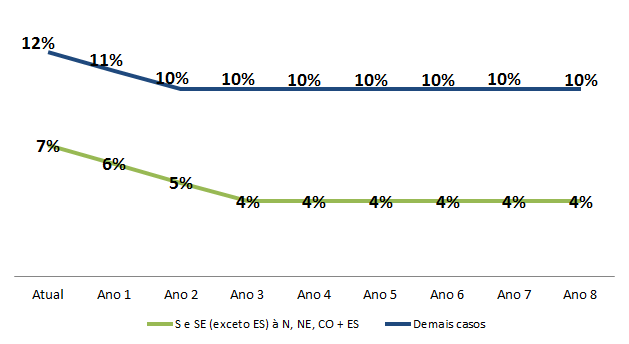 12% 11% 10% 10% 10% 10% 10% 10% 10%
7% 6% 5% 4% 4% 4% 4% 4% 4%
Atual Ano 1 Ano 2 Ano 3 Ano 4 Ano 5 Ano 6 Ano 7 Ano 8
S e SE (exceto ES) à N, NE, CO + ES Demais casos